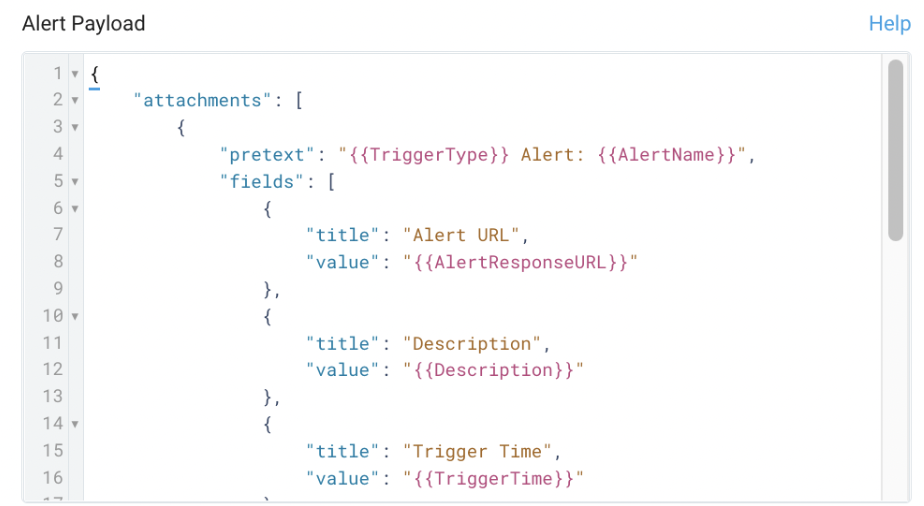 Alert Payload Help
1 {
2     "attachments": [
3         {
4             "pretext": "{{TriggerType}} Alert: {{AlertName}}",
5             "fields": [
6                 {
7                     "title": "Alert URL",
8                     "value": "{{AlertResponseURL}}"
9                 },
10                 {
11                     "title": "Description",
12                     "value": "{{Description}}"
13                 },
14                 {
15                     "title": "Trigger Time",
16                     "value": "{{TriggerTime}}"